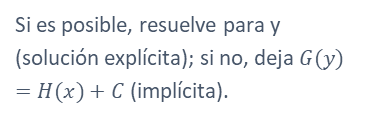 Si es posible, resuelve para y
(solución explícita); si no, deja G(y)
= H(x) + C (implícita).